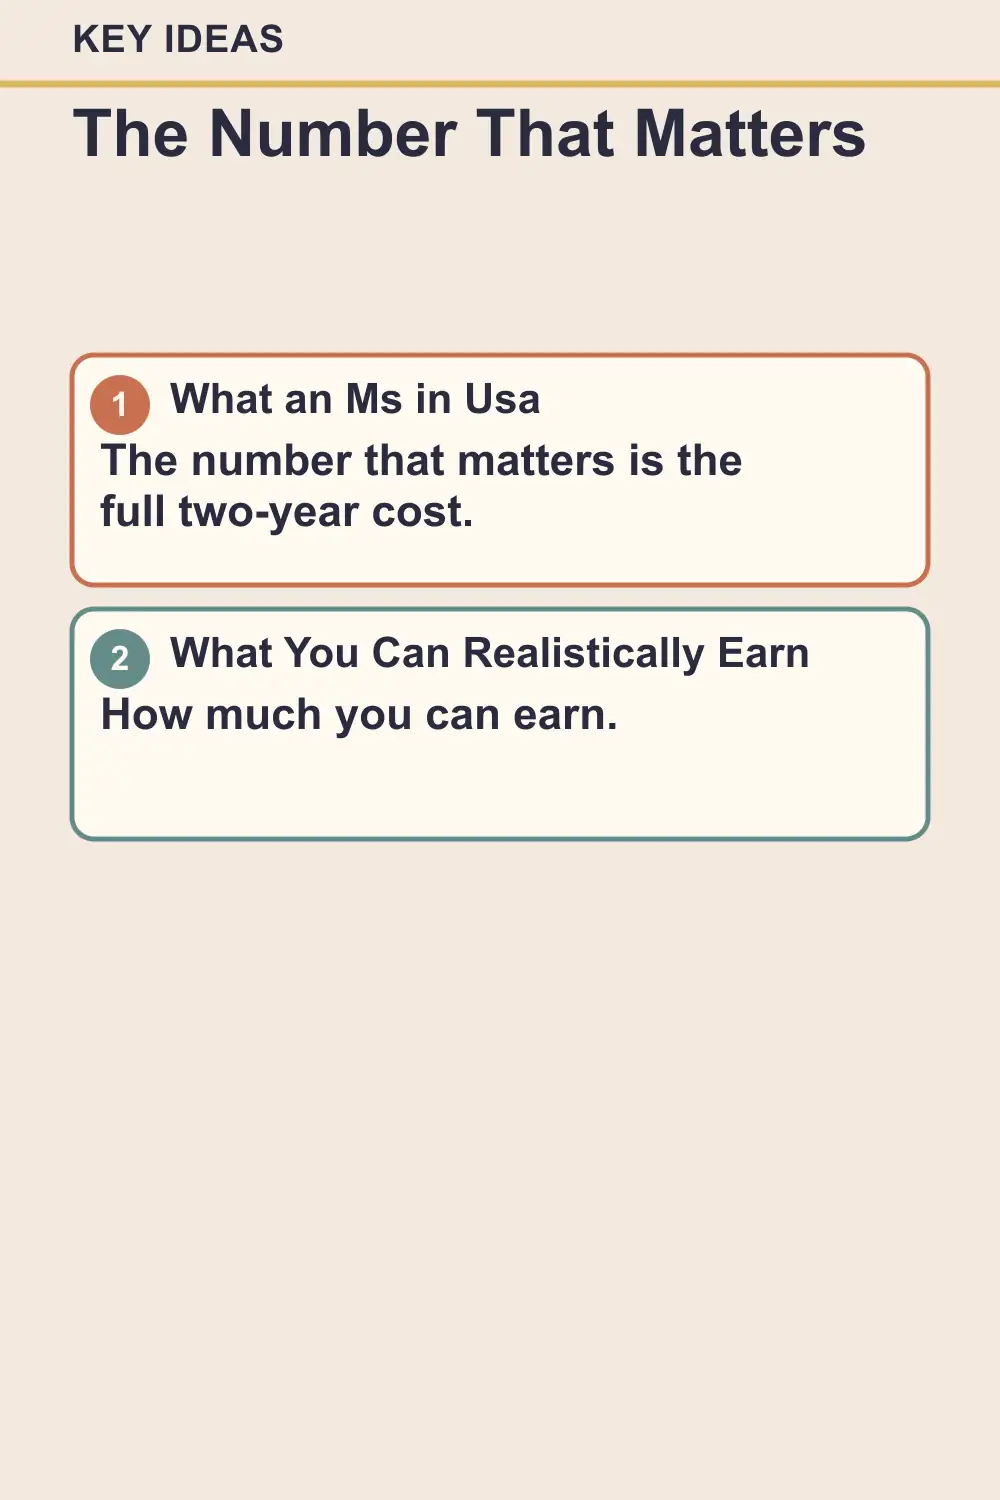 KEY IDEAS
The Number That Matters
1 What an Ms in Usa
The number that matters is the
full two-year cost.
2 What You Can Realistically Earn
How much you can earn.